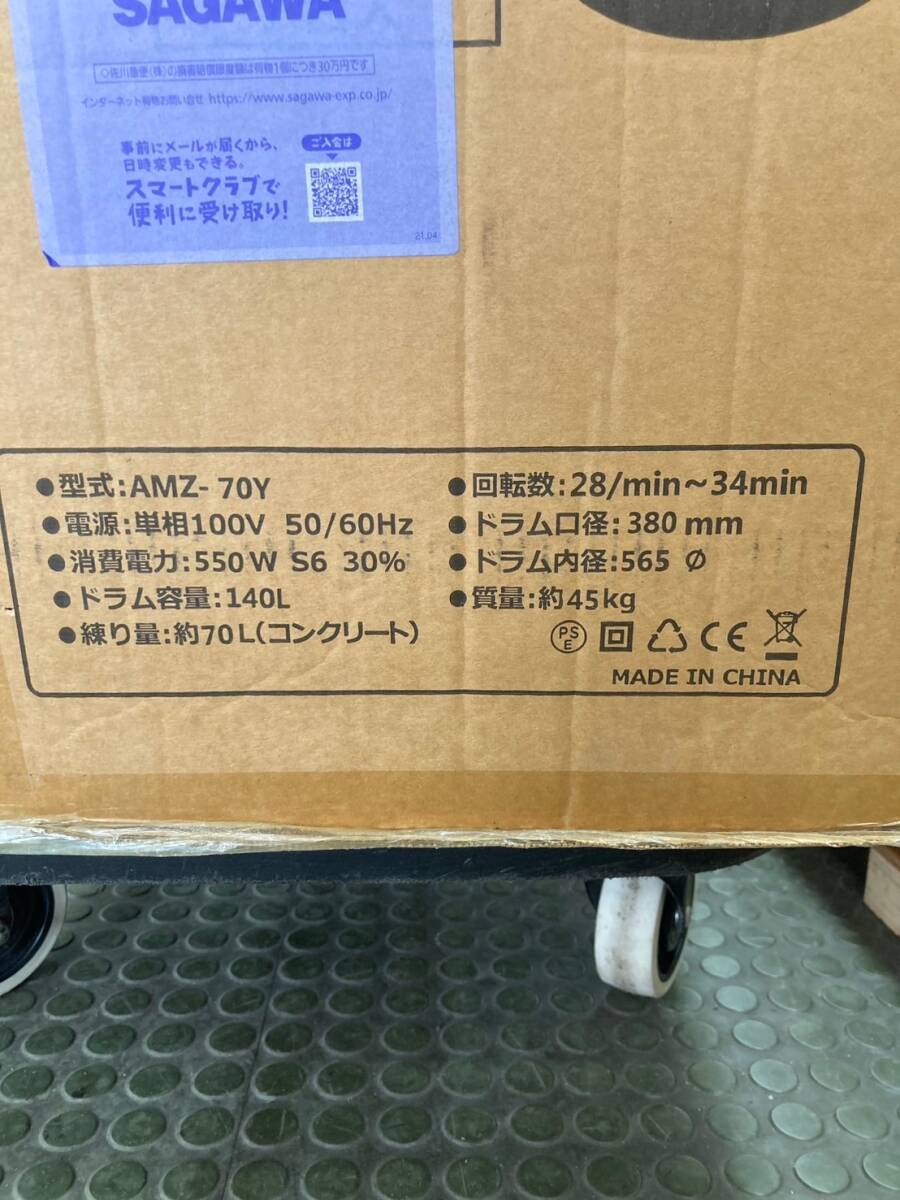 SAGAWA
◇佐川急便(株)の損害賠償限度額は荷物1個につき30万円です
インターネット荷物お問い合せ https://www.sagawa-exp.co.jp/
事前にメールが届くから、
日時変更もできる。
スマートクラブで
便利に受け取り!
ご入会は
21.04
●型式:AMZ- 70Y
●電源:単相100V 50/60Hz
●消費電力:550W S6 30%
●ドラム容量:140L
●練り量:約70L(コンクリート)
●回転数:28/min~34min
●ドラム口径:380mm
●ドラム内径:565 Ø
●質量:約45kg
PS
E
CE
MADE IN CHINA